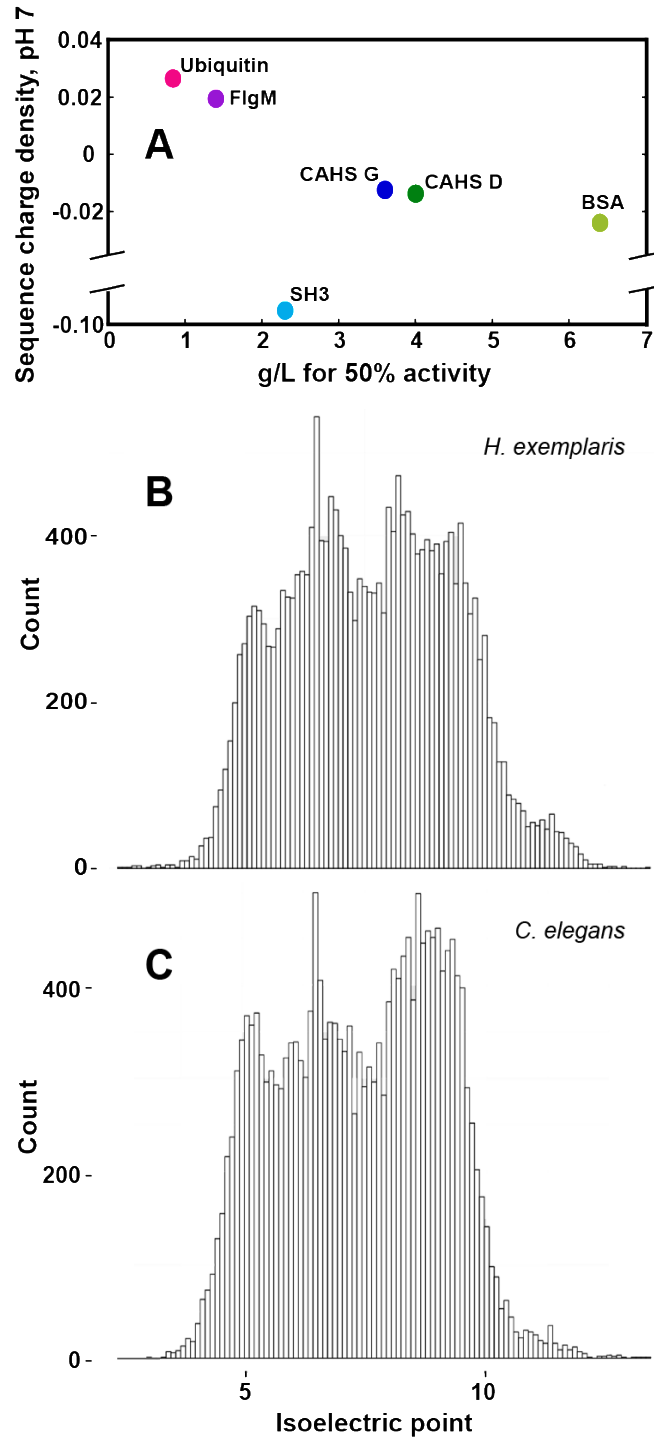 Sequence charge density, pH 7
0.04
0.02
0
-0.02
-0.10
A
Ubiquitin
FlgM
CAHS G
CAHS D
BSA
SH3
0 1 2 3 4 5 6 7
g/L for 50% activity
B
H. exemplaris
Count
400
200
0
C
C. elegans
Count
400
200
0
5 10
Isoelectric point